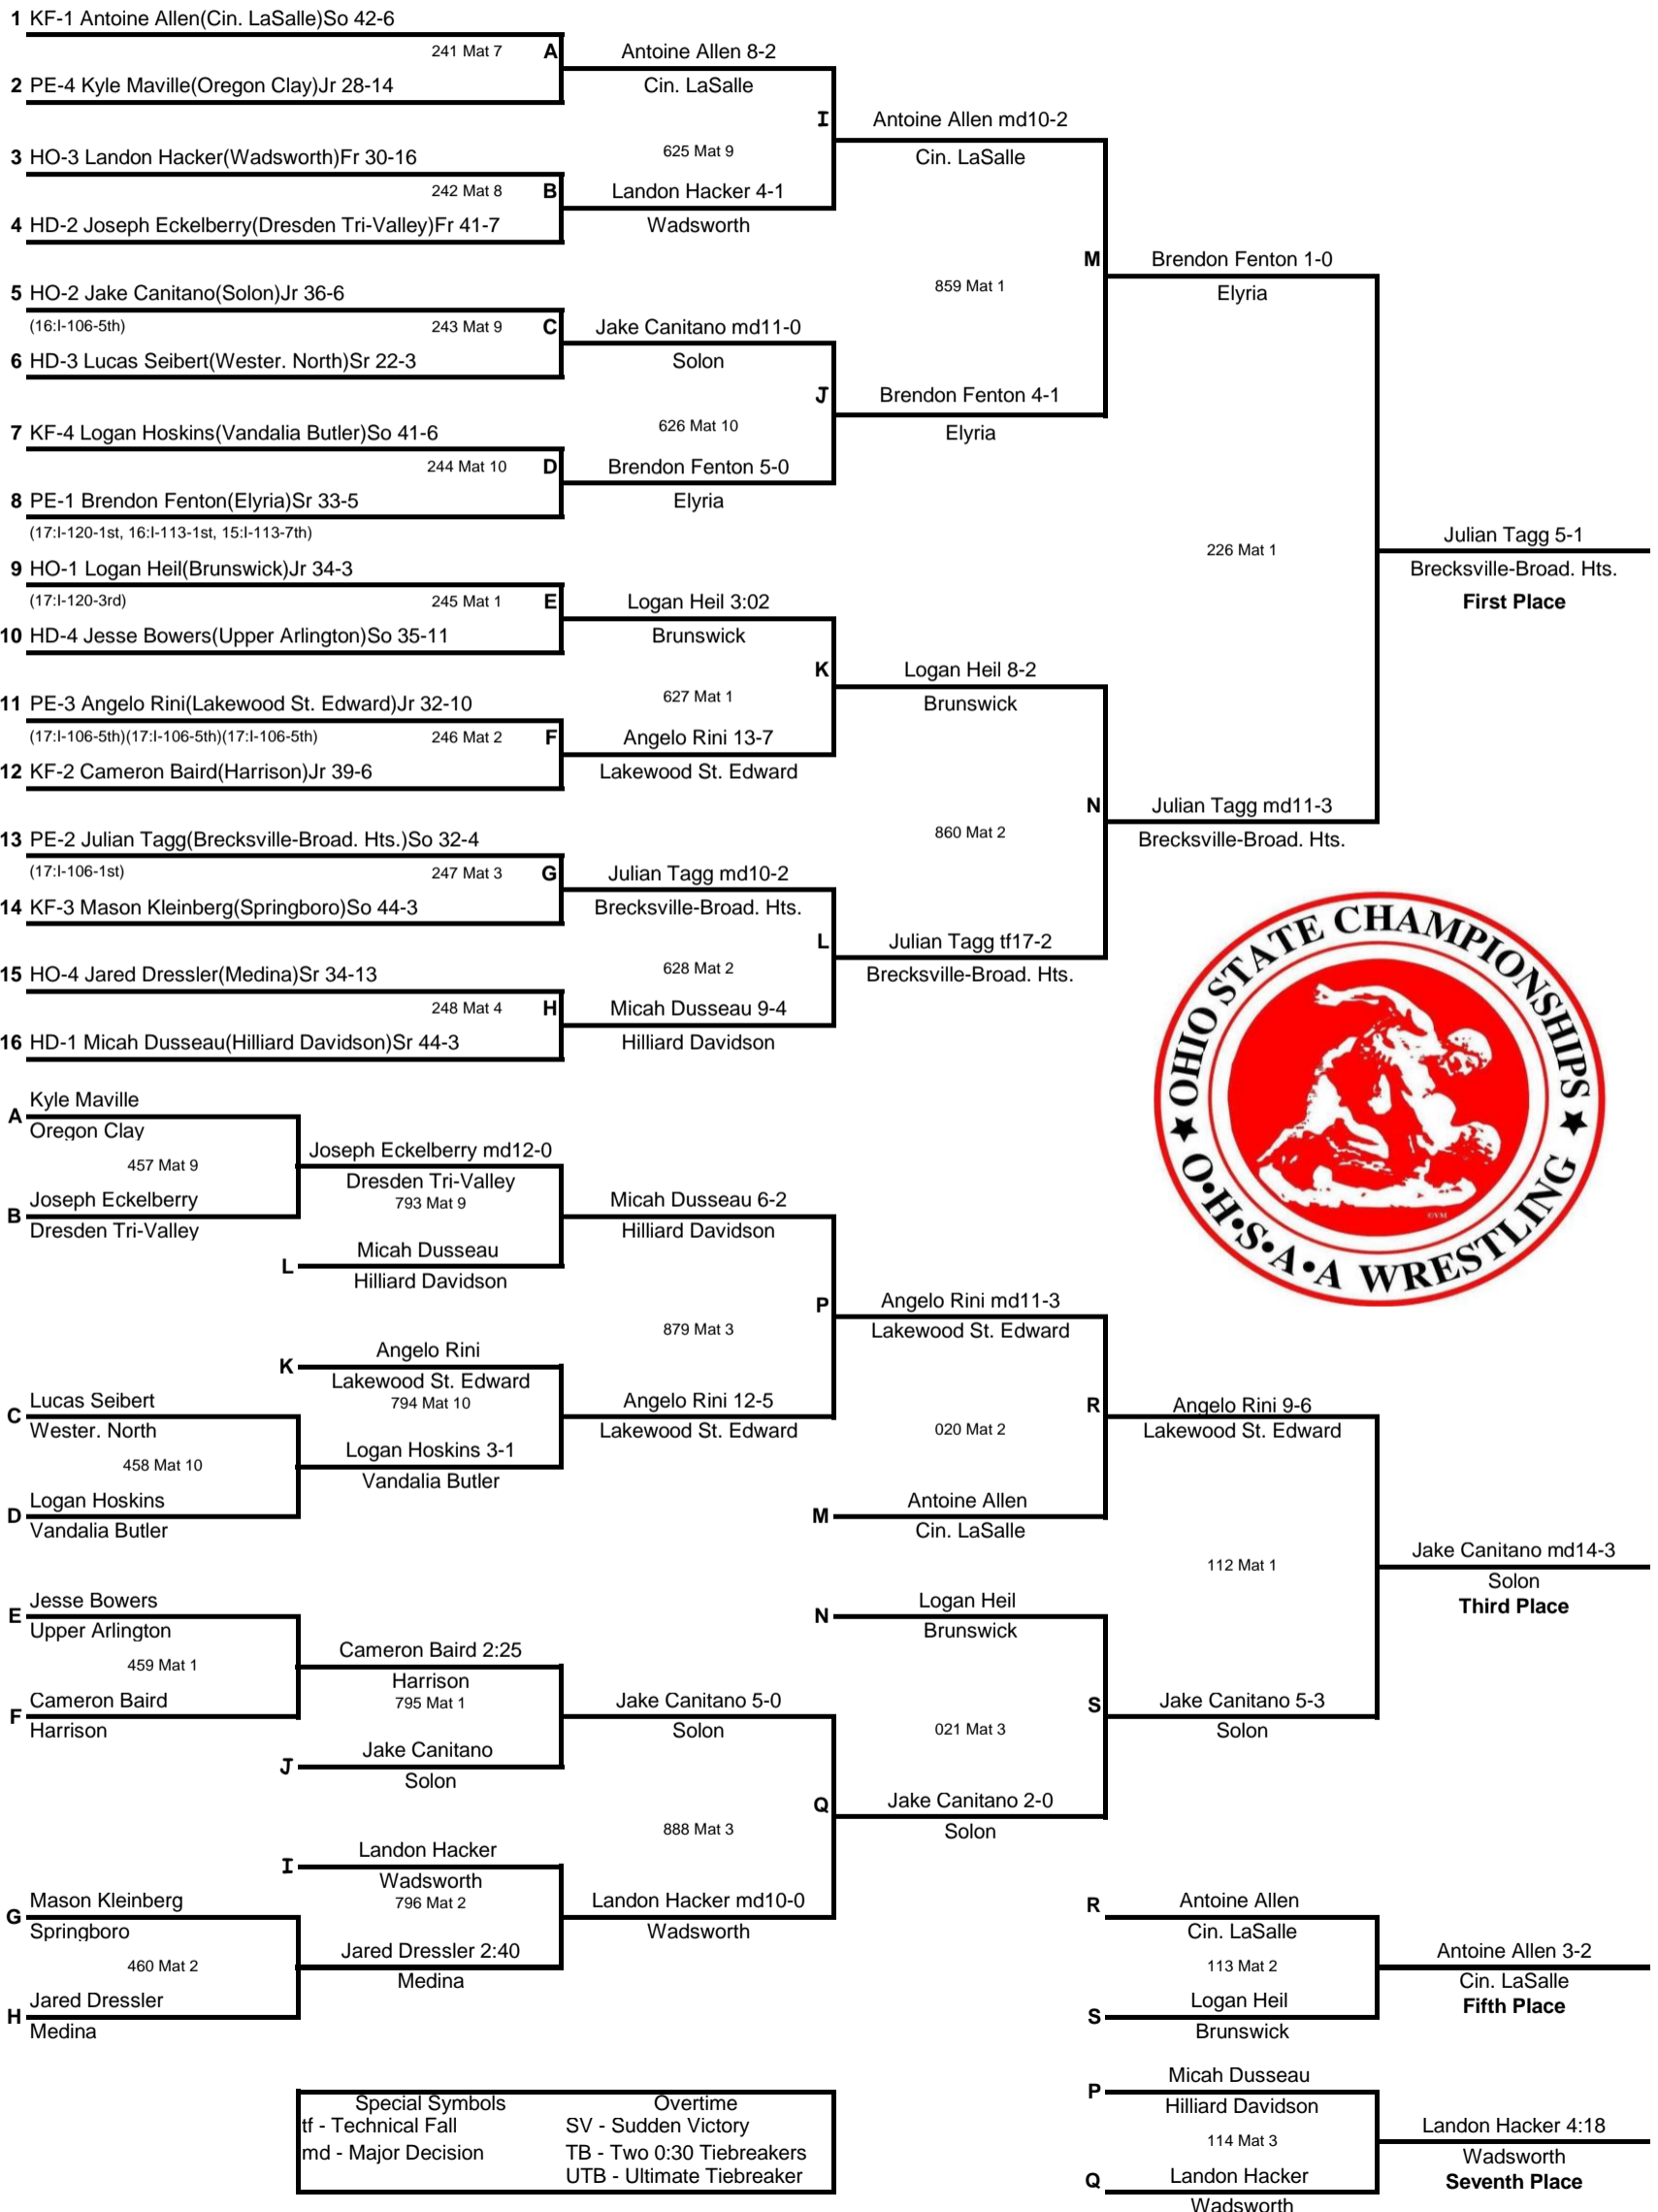 1 KF-1 Antoine Allen(Cin. LaSalle)So 42-6
241 Mat 7 A
2 PE-4 Kyle Maville(Oregon Clay)Jr 28-14
3 HO-3 Landon Hacker(Wadsworth)Fr 30-16
242 Mat 8 B
4 HD-2 Joseph Eckelberry(Dresden Tri-Valley)Fr 41-7
5 HO-2 Jake Canitano(Solon)Jr 36-6
(16:I-106-5th) 243 Mat 9 C
6 HD-3 Lucas Seibert(Wester. North)Sr 22-3
7 KF-4 Logan Hoskins(Vandalia Butler)So 41-6
244 Mat 10 D
8 PE-1 Brendon Fenton(Elyria)Sr 33-5
(17:I-120-1st, 16:I-113-1st, 15:I-113-7th)
9 HO-1 Logan Heil(Brunswick)Jr 34-3
(17:I-120-3rd) 245 Mat 1 E
10 HD-4 Jesse Bowers(Upper Arlington)So 35-11
11 PE-3 Angelo Rini(Lakewood St. Edward)Jr 32-10
(17:I-106-5th)(17:I-106-5th)(17:I-106-5th) 246 Mat 2 F
12 KF-2 Cameron Baird(Harrison)Jr 39-6
13 PE-2 Julian Tagg(Brecksville-Broad. Hts.)So 32-4
(17:I-106-1st) 247 Mat 3 G
14 KF-3 Mason Kleinberg(Springboro)So 44-3
15 HO-4 Jared Dressler(Medina)Sr 34-13
248 Mat 4 H
16 HD-1 Micah Dusseau(Hilliard Davidson)Sr 44-3
Antoine Allen 8-2
Cin. LaSalle
625 Mat 9 I
Landon Hacker 4-1
Wadsworth
Jake Canitano md11-0
Solon
J
626 Mat 10
Brendon Fenton 5-0
Elyria
Logan Heil 3:02
Brunswick
K
627 Mat 1
Angelo Rini 13-7
Lakewood St. Edward
Julian Tagg md10-2
Brecksville-Broad. Hts.
L
628 Mat 2
Micah Dusseau 9-4
Hilliard Davidson
Antoine Allen md10-2
Cin. LaSalle
M
859 Mat 1
Brendon Fenton 4-1
Elyria
Logan Heil 8-2
Brunswick
N
860 Mat 2
Julian Tagg tf17-2
Brecksville-Broad. Hts.
Brendon Fenton 1-0
Elyria
226 Mat 1
Julian Tagg md11-3
Brecksville-Broad. Hts.
Julian Tagg 5-1
Brecksville-Broad. Hts.
First Place
★ OHIO STATE CHAMPIONSHIPS ★
O•H•S•A•A WRESTLING
©VM
A Kyle Maville
Oregon Clay
457 Mat 9
B Joseph Eckelberry
Dresden Tri-Valley
C Lucas Seibert
Wester. North
458 Mat 10
D Logan Hoskins
Vandalia Butler
E Jesse Bowers
Upper Arlington
459 Mat 1
F Cameron Baird
Harrison
G Mason Kleinberg
Springboro
460 Mat 2
H Jared Dressler
Medina
Joseph Eckelberry md12-0
Dresden Tri-Valley
793 Mat 9
L Micah Dusseau
Hilliard Davidson
K Angelo Rini
Lakewood St. Edward
794 Mat 10
Logan Hoskins 3-1
Vandalia Butler
Cameron Baird 2:25
Harrison
795 Mat 1
J Jake Canitano
Solon
I Landon Hacker
Wadsworth
796 Mat 2
Jared Dressler 2:40
Medina
Micah Dusseau 6-2
Hilliard Davidson
P
879 Mat 3
Angelo Rini 12-5
Lakewood St. Edward
Jake Canitano 5-0
Solon
Q
888 Mat 3
Landon Hacker md10-0
Wadsworth
Angelo Rini md11-3
Lakewood St. Edward
R
020 Mat 2
M Antoine Allen
Cin. LaSalle
N Logan Heil
Brunswick
S
021 Mat 3
Jake Canitano 2-0
Solon
Angelo Rini 9-6
Lakewood St. Edward
112 Mat 1
Jake Canitano 5-3
Solon
Jake Canitano md14-3
Solon
Third Place
R Antoine Allen
Cin. LaSalle
113 Mat 2
S Logan Heil
Brunswick
Antoine Allen 3-2
Cin. LaSalle
Fifth Place
P Micah Dusseau
Hilliard Davidson
114 Mat 3
Q Landon Hacker
Wadsworth
Landon Hacker 4:18
Wadsworth
Seventh Place
Special Symbols Overtime
tf - Technical Fall SV - Sudden Victory
md - Major Decision TB - Two 0:30 Tiebreakers
UTB - Ultimate Tiebreaker